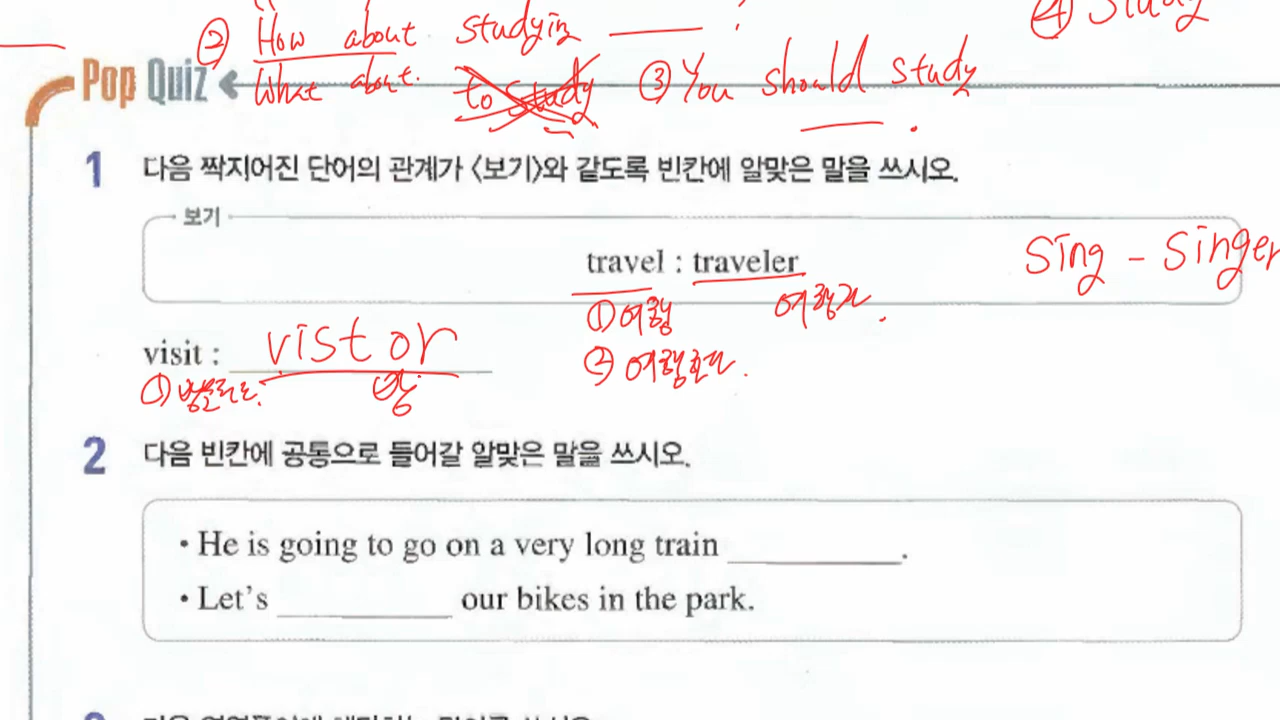 ② How about studying ?
④ Study
What about. to study ③ You should study .
Pop Quiz
1 다음 짝지어진 단어의 관계가 〈보기〉와 같도록 빈칸에 알맞은 말을 쓰시오.
보기
travel : traveler
sing - singer
① 여행 여행자.
visit : vistor
② 여행하다.
①
2 다음 빈칸에 공통으로 들어갈 알맞은 말을 쓰시오.
• He is going to go on a very long train ________.
• Let's ________ our bikes in the park.